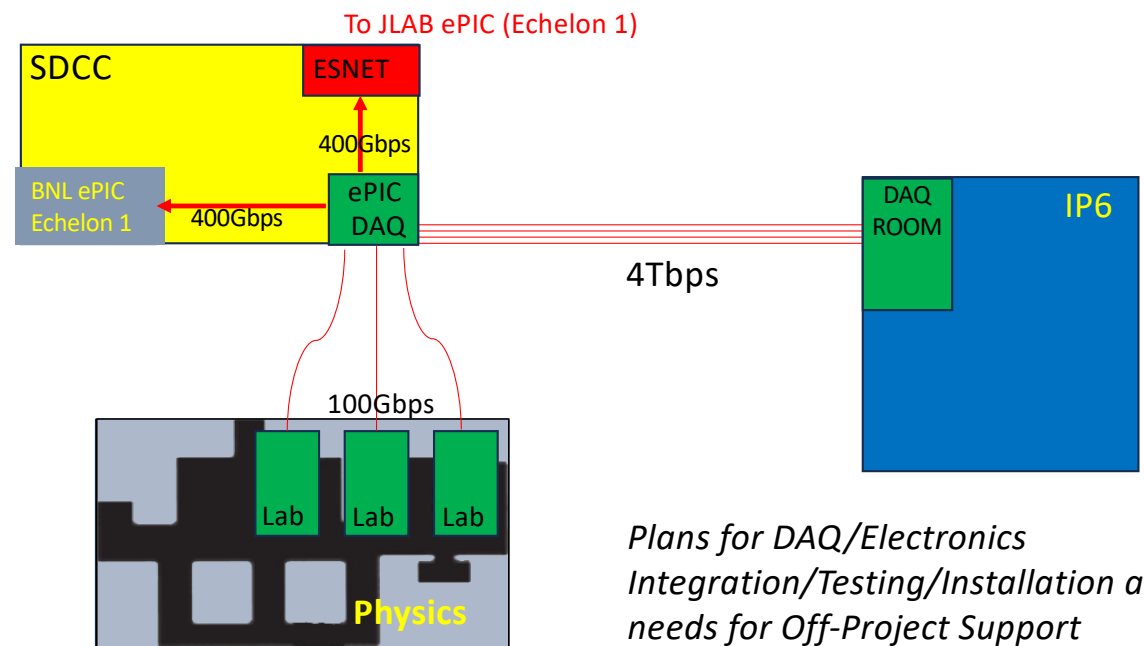 To JLAB ePIC (Echelon 1)
SDCC
ESNET
400Gbps
BNL ePIC
Echelon 1
400Gbps
ePIC
DAQ
DAQ
ROOM
IP6
4Tbps
100Gbps
Lab
Lab
Lab
Physics
Plans for DAQ/Electronics
Integration/Testing/Installation a
needs for Off-Project Support